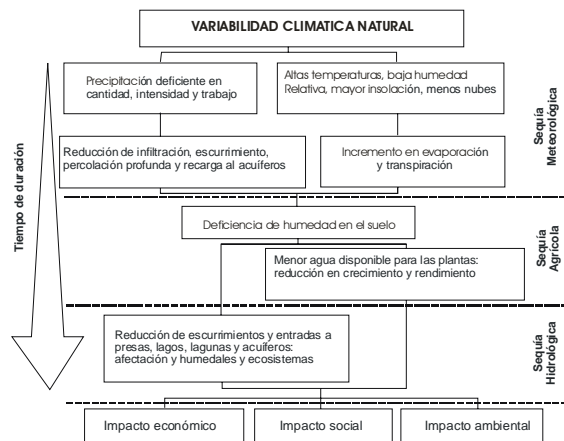 VARIABILIDAD CLIMATICA NATURAL
Precipitación deficiente en
cantidad, intensidad y trabajo
Altas temperaturas, baja humedad
Relativa, mayor insolación, menos nubes
Reducción de infiltración, escurrimiento,
percolación profunda y recarga al acuíferos
Incremento en evaporación
y transpiración
Sequía
Meteorológica
Tiempo de duración
Deficiencia de humedad en el suelo
Menor agua disponible para las plantas:
reducción en crecimiento y rendimiento
Sequía
Agrícola
Reducción de escurrimientos y entradas a
presas, lagos, lagunas y acuíferos:
afectación y humedales y ecosistemas
Sequía
Hidrológica
Impacto económico
Impacto social
Impacto ambiental